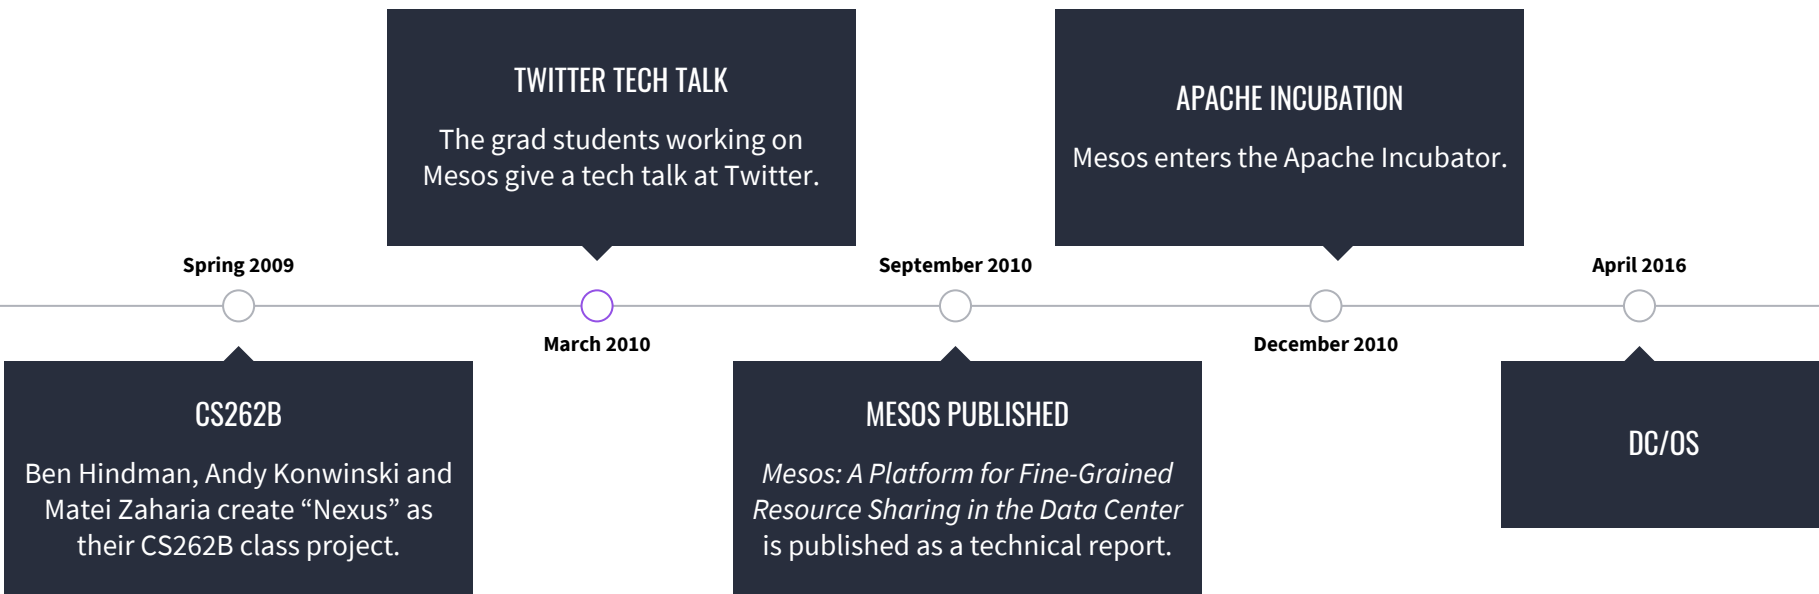 TWITTER TECH TALK
The grad students working on
Mesos give a tech talk at Twitter.
APACHE INCUBATION
Mesos enters the Apache Incubator.
Spring 2009
September 2010
April 2016
March 2010
December 2010
CS262B
Ben Hindman, Andy Konwinski and
Matei Zaharia create “Nexus” as
their CS262B class project.
MESOS PUBLISHED
Mesos: A Platform for Fine-Grained
Resource Sharing in the Data Center
is published as a technical report.
DC/OS